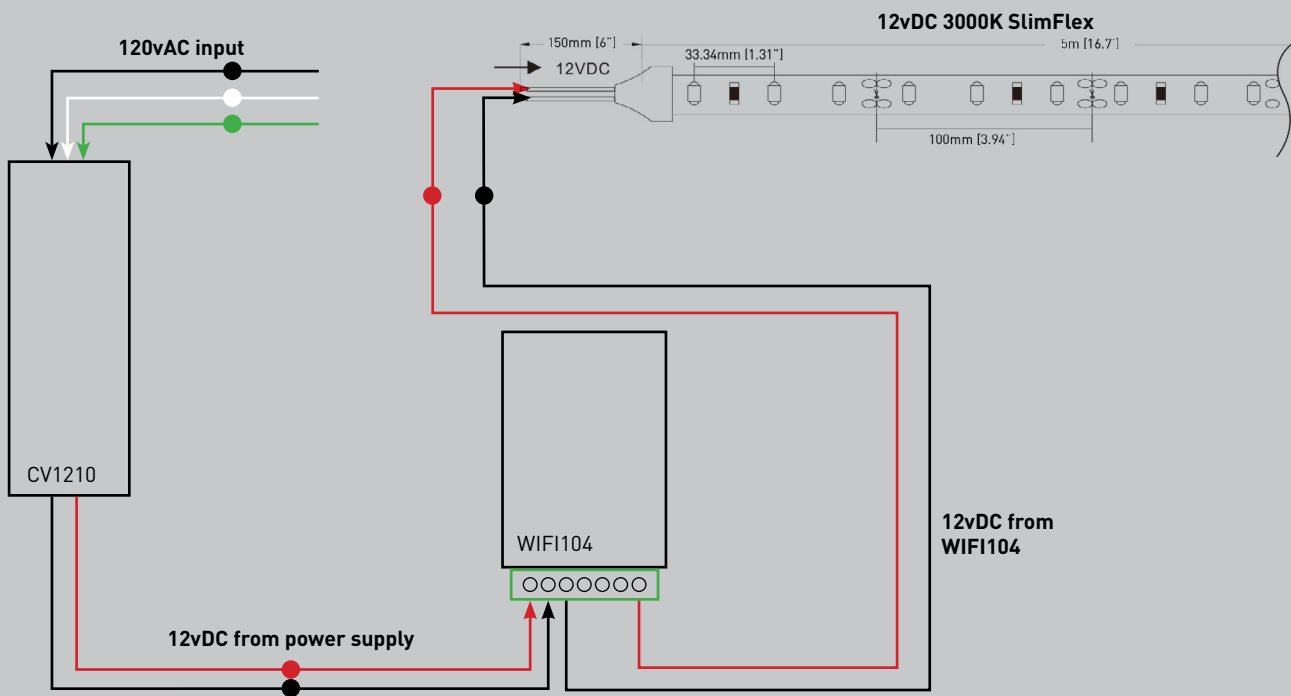 12vDC 3000K SlimFlex
120vAC input
150mm [6"]
5m [16.7']
33.34mm [1.31"]
12VDC
100mm [3.94"]
CV1210
12vDC from
WIFI104
WIFI104
12vDC from power supply